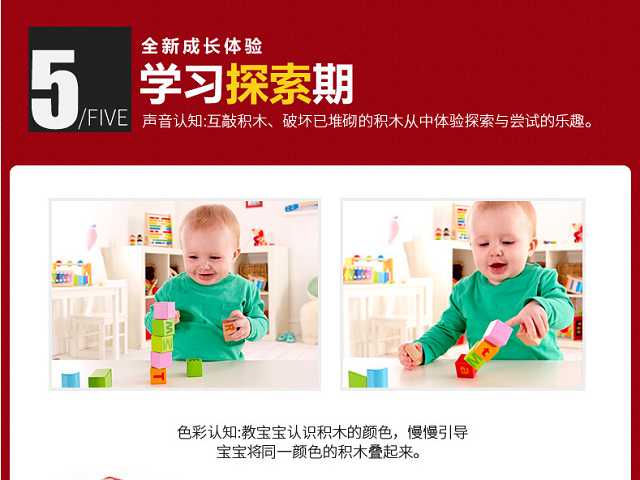 5/FIVE
全新成长体验
学习探索期
声音认知:互敲积木、破坏已堆砌的积木从中体验探索与尝试的乐趣。
色彩认知:教宝宝认识积木的颜色，慢慢引导
宝宝将同一颜色的积木叠起来。